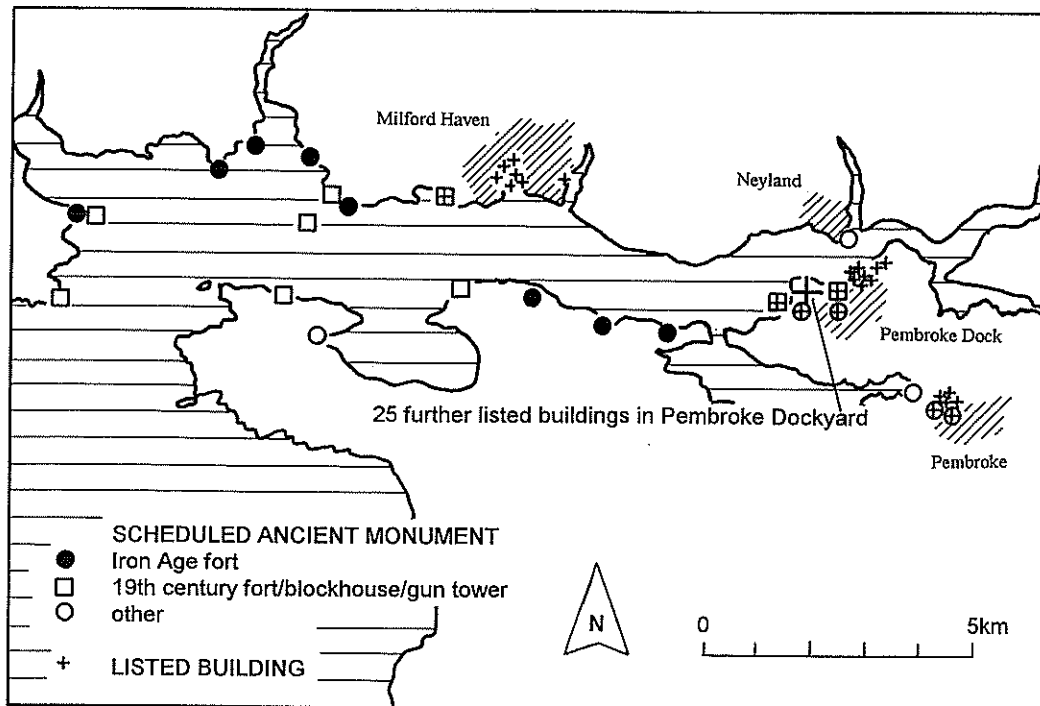 Milford Haven
Neyland
Pembroke Dock
25 further listed buildings in Pembroke Dockyard
Pembroke
SCHEDULED ANCIENT MONUMENT
Iron Age fort
19th century fort/blockhouse/gun tower
other
LISTED BUILDING
N
0 5km